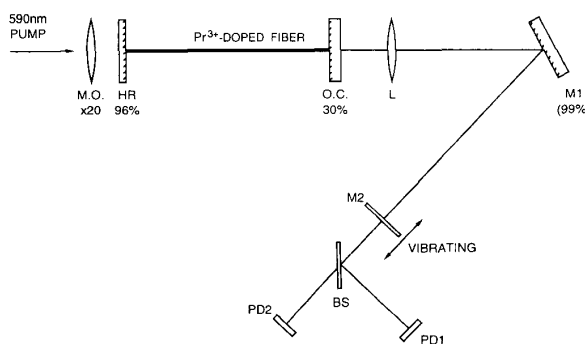 590nm
PUMP
Pr³⁺-DOPED FIBER
M.O.
x20
HR
96%
O.C.
30%
L
M1
(99%
M2
VIBRATING
BS
PD2
PD1